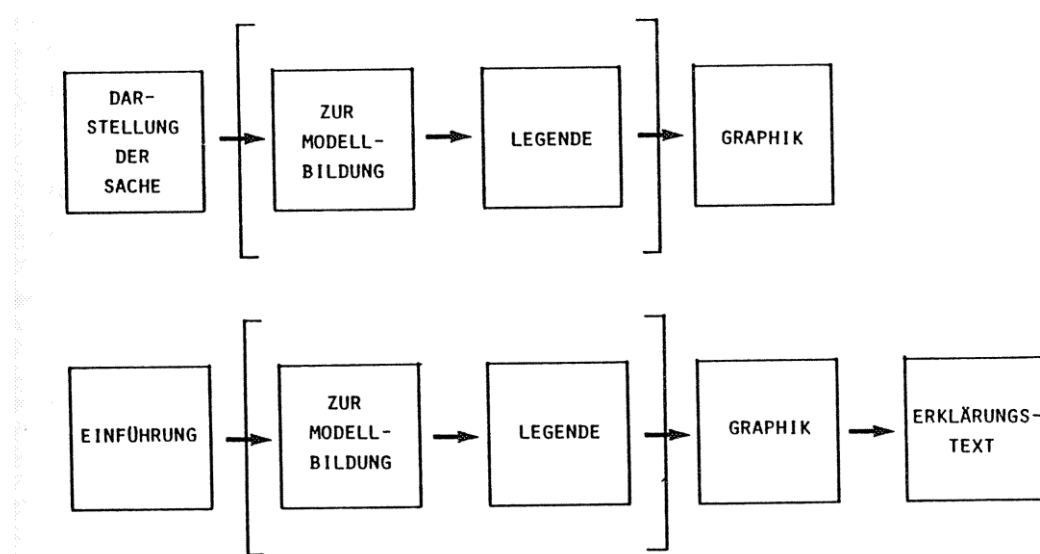 DAR-
STELLUNG
DER
SACHE
ZUR
MODELL-
BILDUNG
LEGENDE
GRAPHIK
EINFÜHRUNG
ZUR
MODELL-
BILDUNG
LEGENDE
GRAPHIK
ERKLÄRUNGS-
TEXT